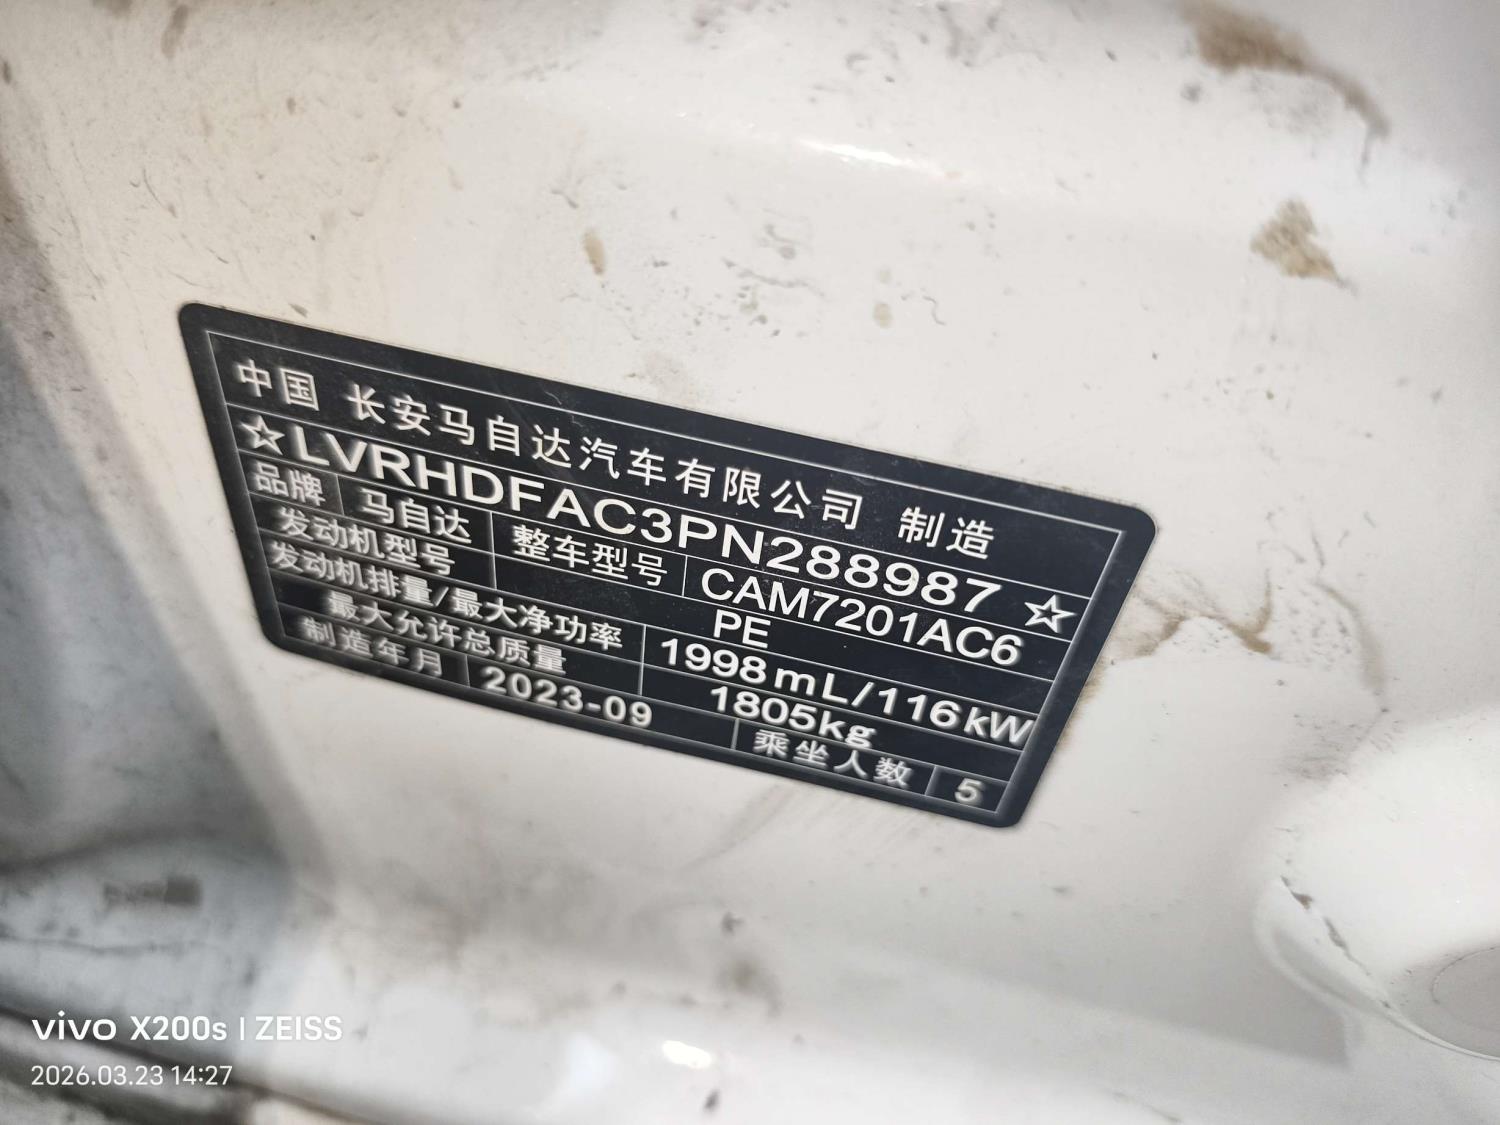 中国 长安马自达汽车有限公司 制造
☆LVRHDFAC3PN288987☆
品牌 马自达 整车型号 CAM7201AC6
发动机型号 PE
发动机排量/最大净功率 1998mL/116kW
最大允许总质量 1805kg
制造年月 2023-09 乘坐人数 5
vivo X200s | ZEISS
2026.03.23 14:27